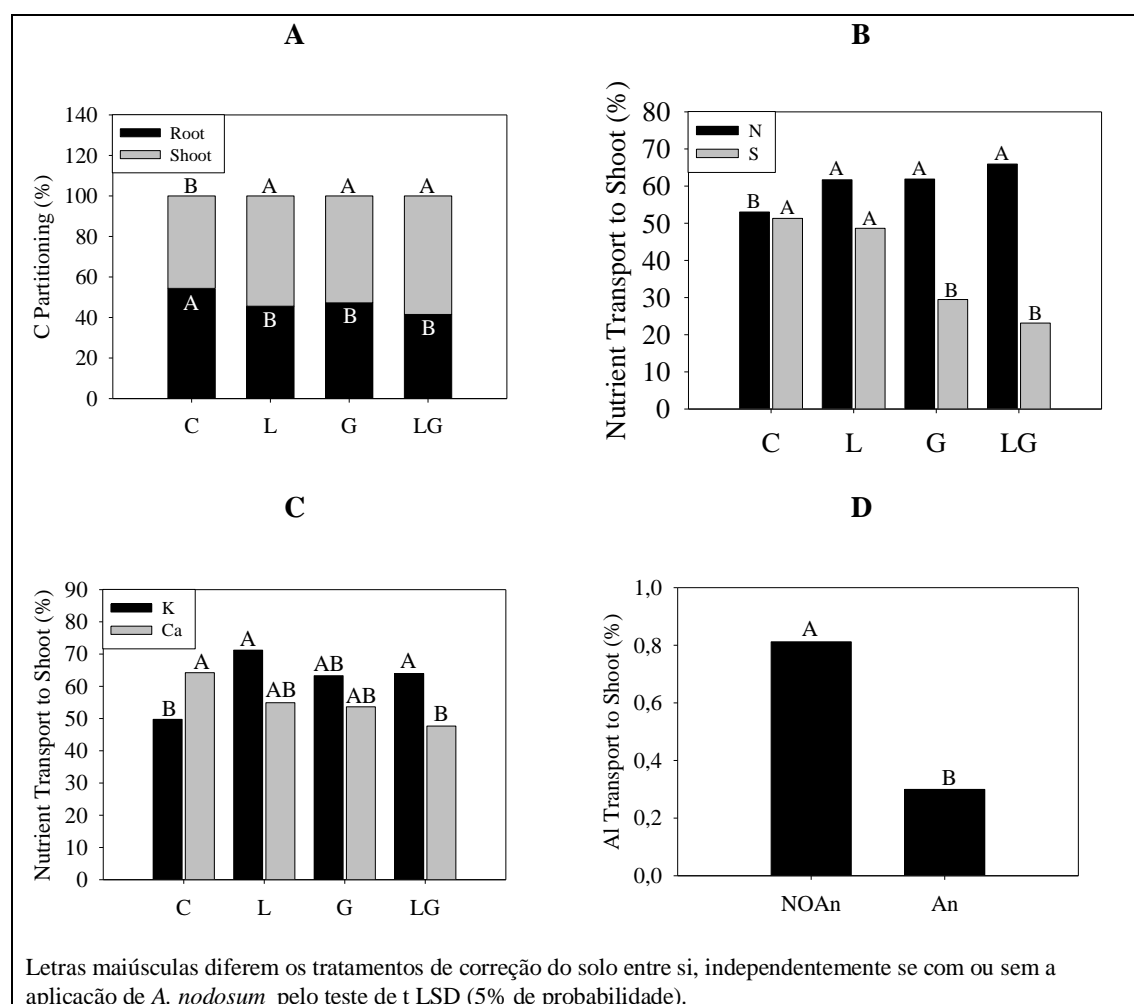 A
C Partitioning (%)
140
120
100
80
60
40
20
0
Root
Shoot
B A A A
A B B B
C L G LG
B
Nutrient Transport to Shoot (%)
80
70
60
50
40
30
20
10
0
N
S
B A A A A B A B
C L G LG
C
Nutrient Transport to Shoot (%)
90
80
70
60
50
40
30
20
10
0
K
Ca
B A A AB AB AB A B
C L G LG
D
Al Transport to Shoot (%)
1,0
0,8
0,6
0,4
0,2
0,0
A
B
NOAn An
Letras maiúsculas diferem os tratamentos de correção do solo entre si, independentemente se com ou sem a
aplicação de A. nodosum pelo teste de t LSD (5% de probabilidade).